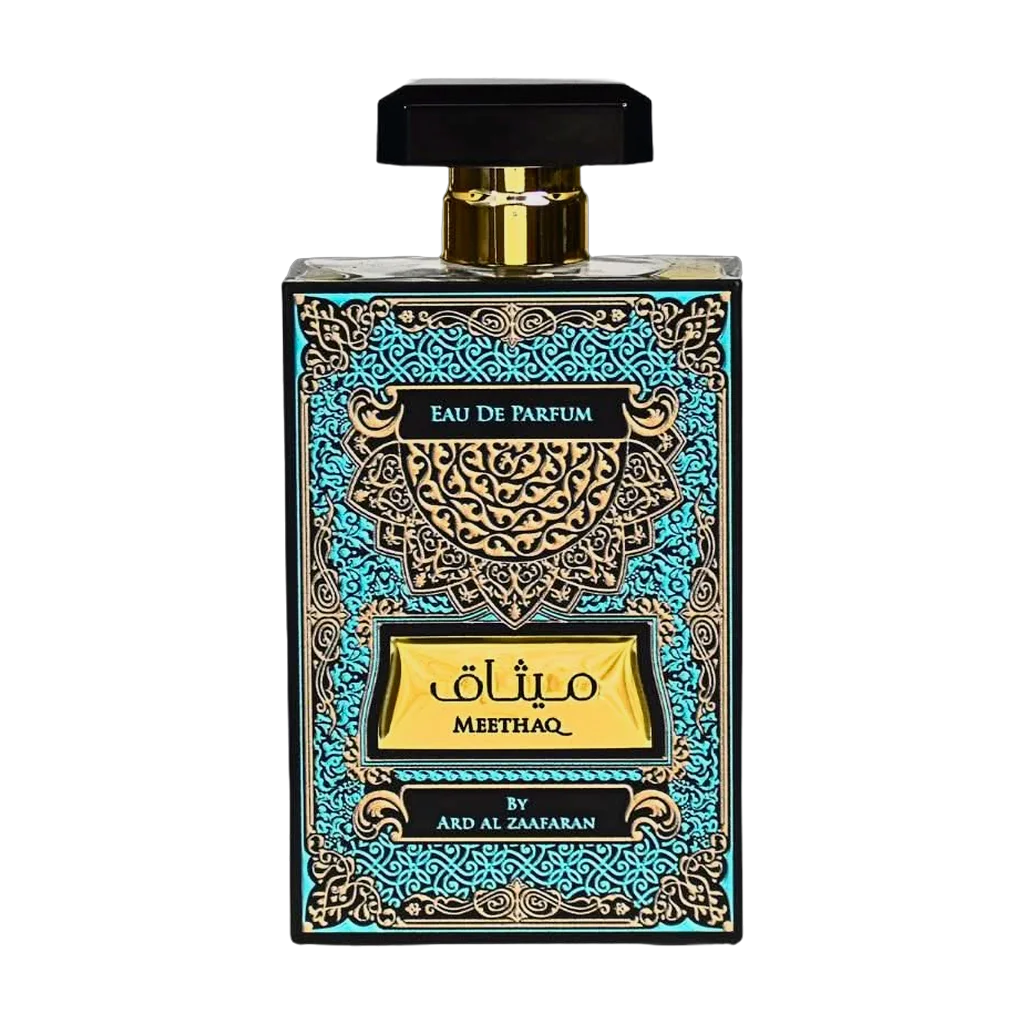 EAU DE PARFUM
ميثاق
MEETHAQ
BY
ARD AL ZAAFARAN